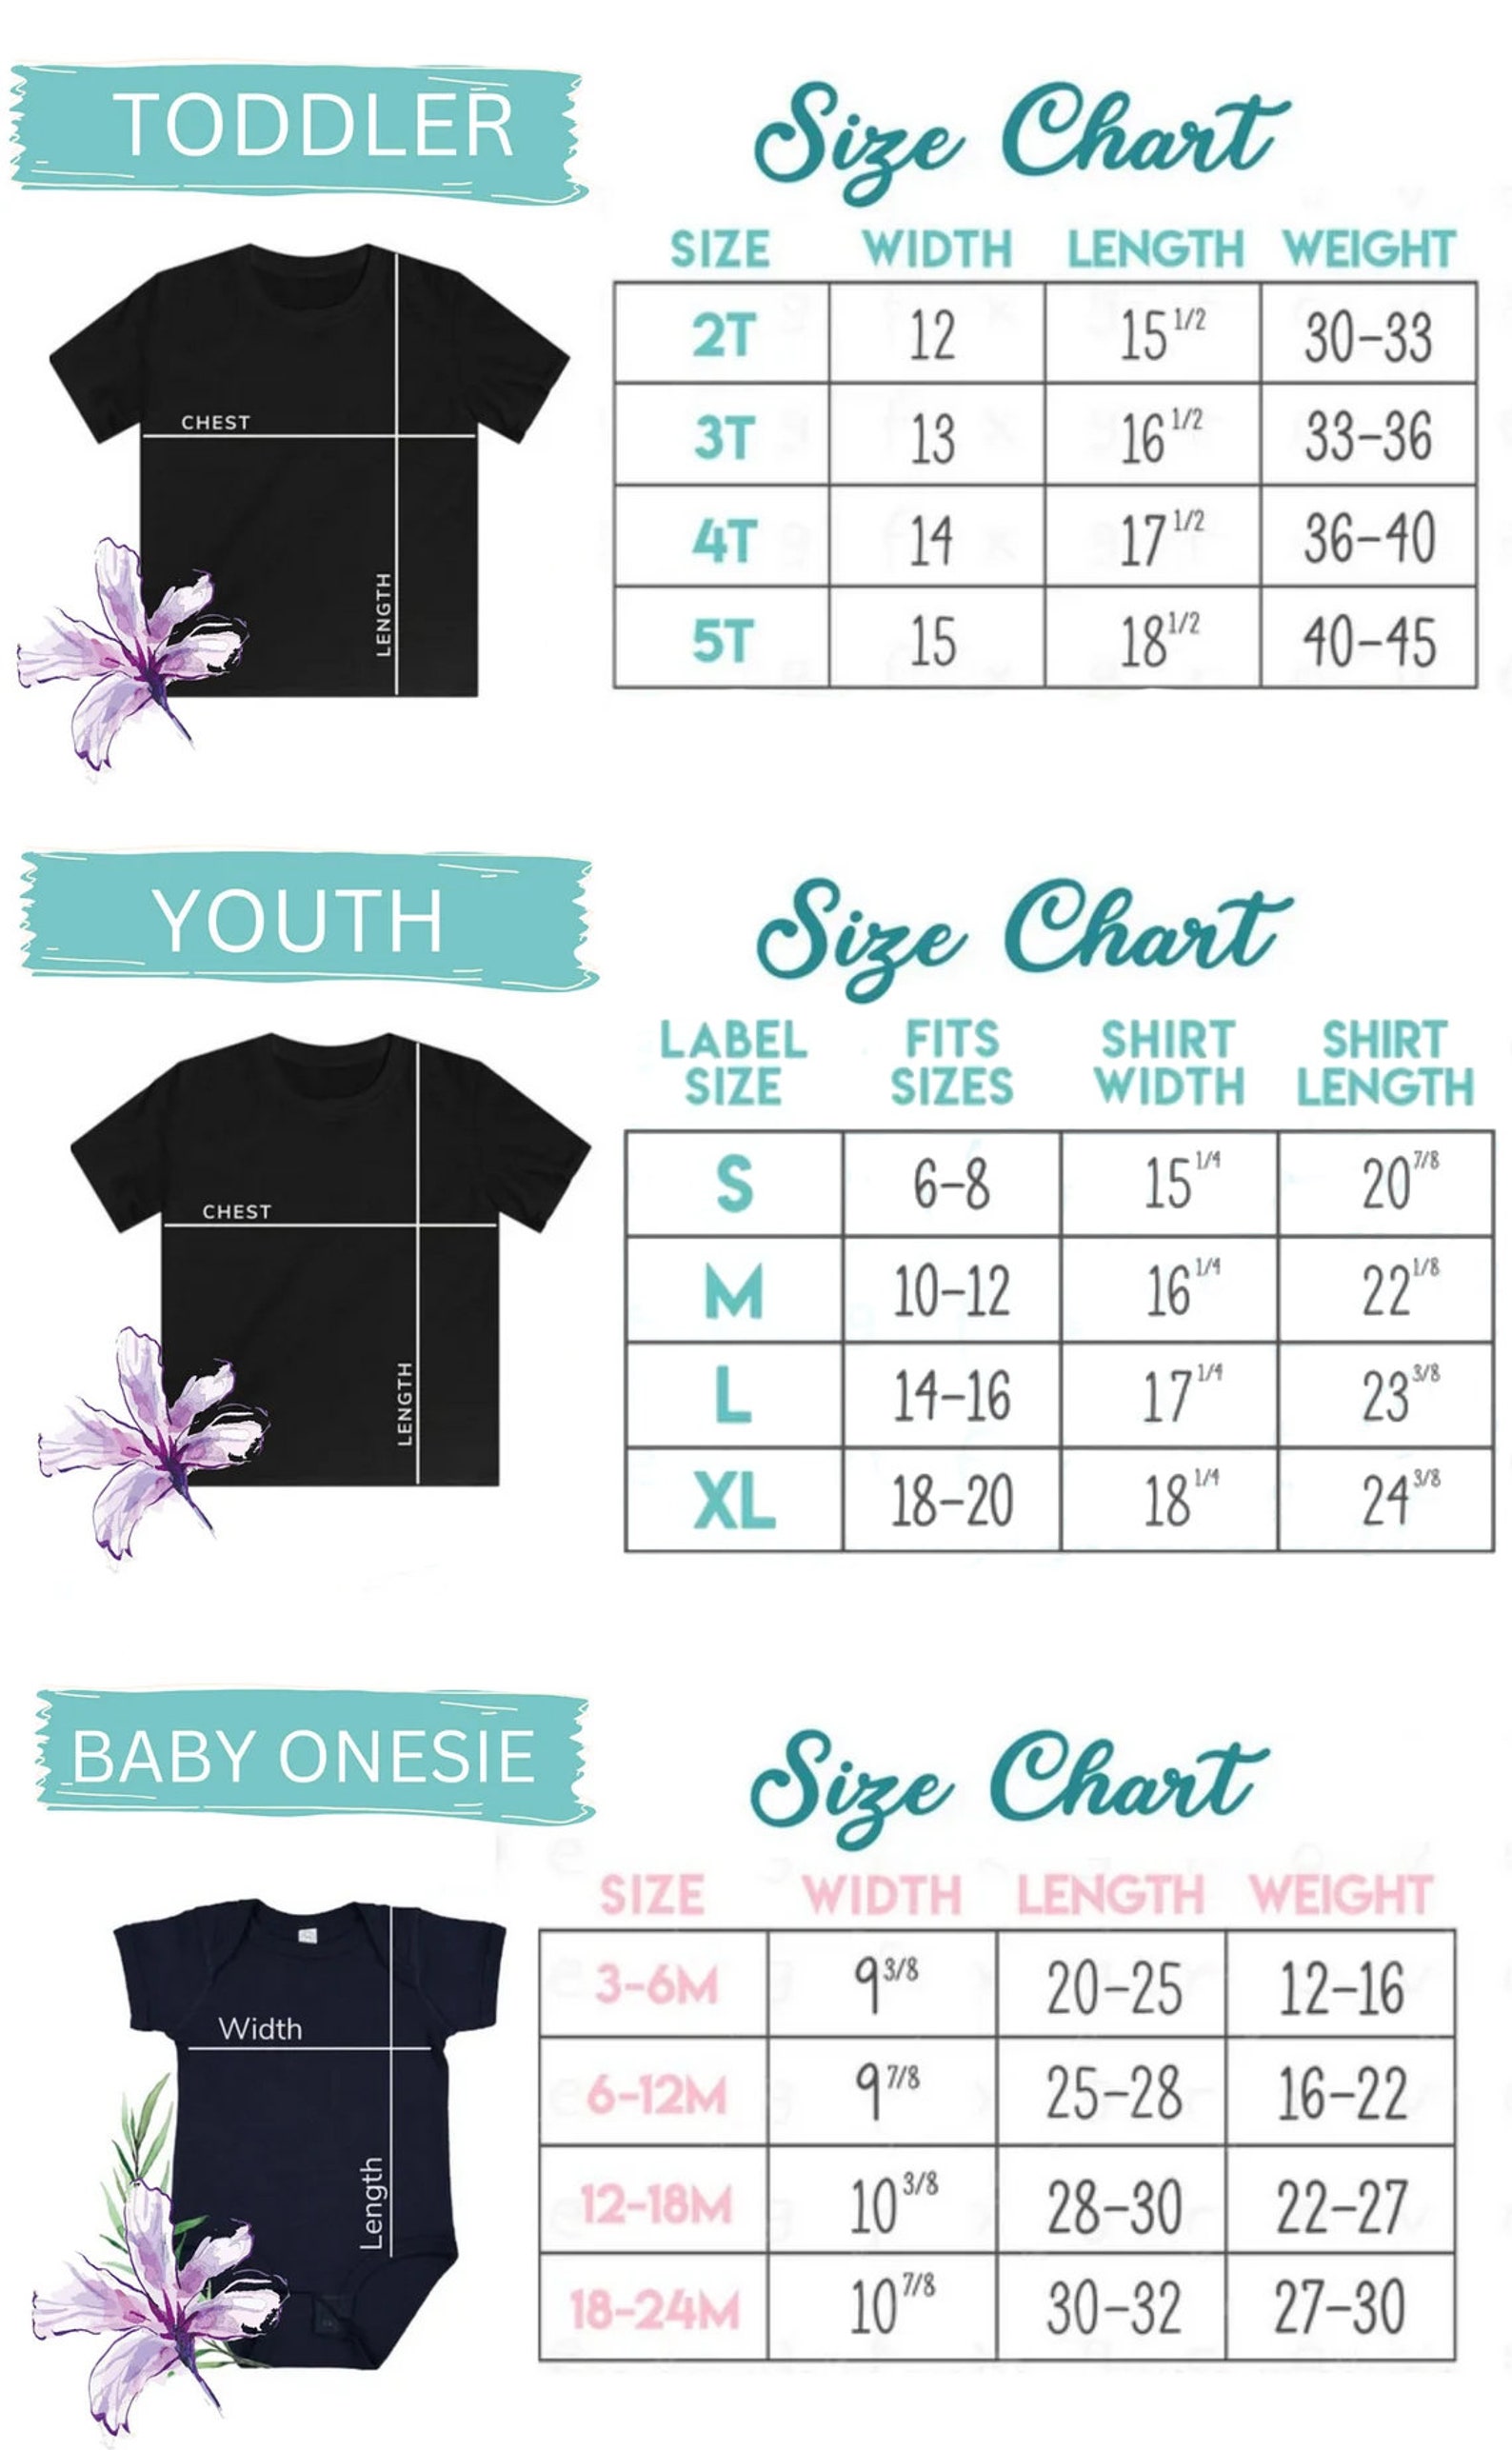 TODDLER
Size Chart
SIZE WIDTH LENGTH WEIGHT
2T 12 15 1/2 30–33
3T 13 16 1/2 33–36
4T 14 17 1/2 36–40
5T 15 18 1/2 40–45
CHEST
LENGTH
YOUTH
Size Chart
LABEL SIZE FITS SIZES SHIRT WIDTH SHIRT LENGTH
S 6–8 15 1/4 20 7/8
M 10–12 16 1/4 22 1/8
L 14–16 17 1/4 23 3/8
XL 18–20 18 1/4 24 3/8
CHEST
LENGTH
BABY ONESIE
Size Chart
SIZE WIDTH LENGTH WEIGHT
3–6M 9 3/8 20–25 12–16
6–12M 9 7/8 25–28 16–22
12–18M 10 3/8 28–30 22–27
18–24M 10 7/8 30–32 27–30
Width
Length